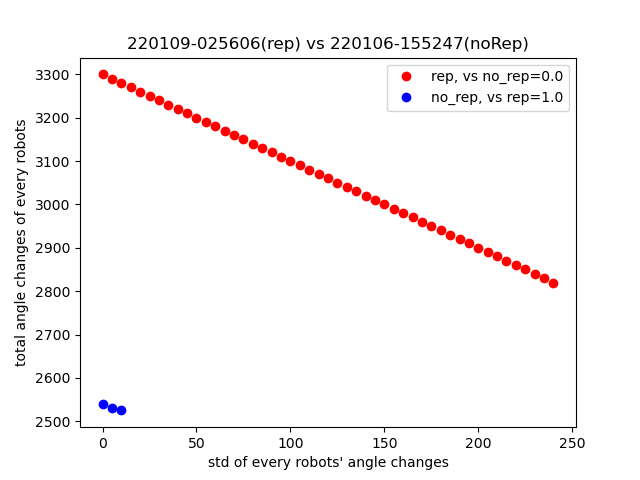 220109-025606(rep) vs 220106-155247(noRep)
rep, vs no_rep=0.0
no_rep, vs rep=1.0
total angle changes of every robots
3300
3200
3100
3000
2900
2800
2700
2600
2500
0 50 100 150 200 250
std of every robots' angle changes